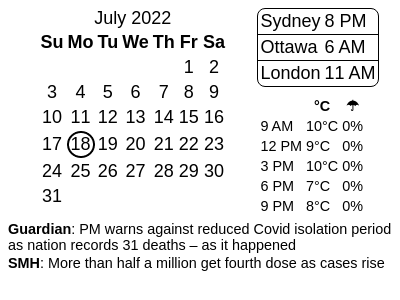 July 2022
Su Mo Tu We Th Fr Sa
1 2
3 4 5 6 7 8 9
10 11 12 13 14 15 16
17 18 19 20 21 22 23
24 25 26 27 28 29 30
31
Sydney 8 PM
Ottawa 6 AM
London 11 AM
°C ☂
9 AM 10°C 0%
12 PM 9°C 0%
3 PM 10°C 0%
6 PM 7°C 0%
9 PM 8°C 0%
Guardian: PM warns against reduced Covid isolation period
as nation records 31 deaths – as it happened
SMH: More than half a million get fourth dose as cases rise